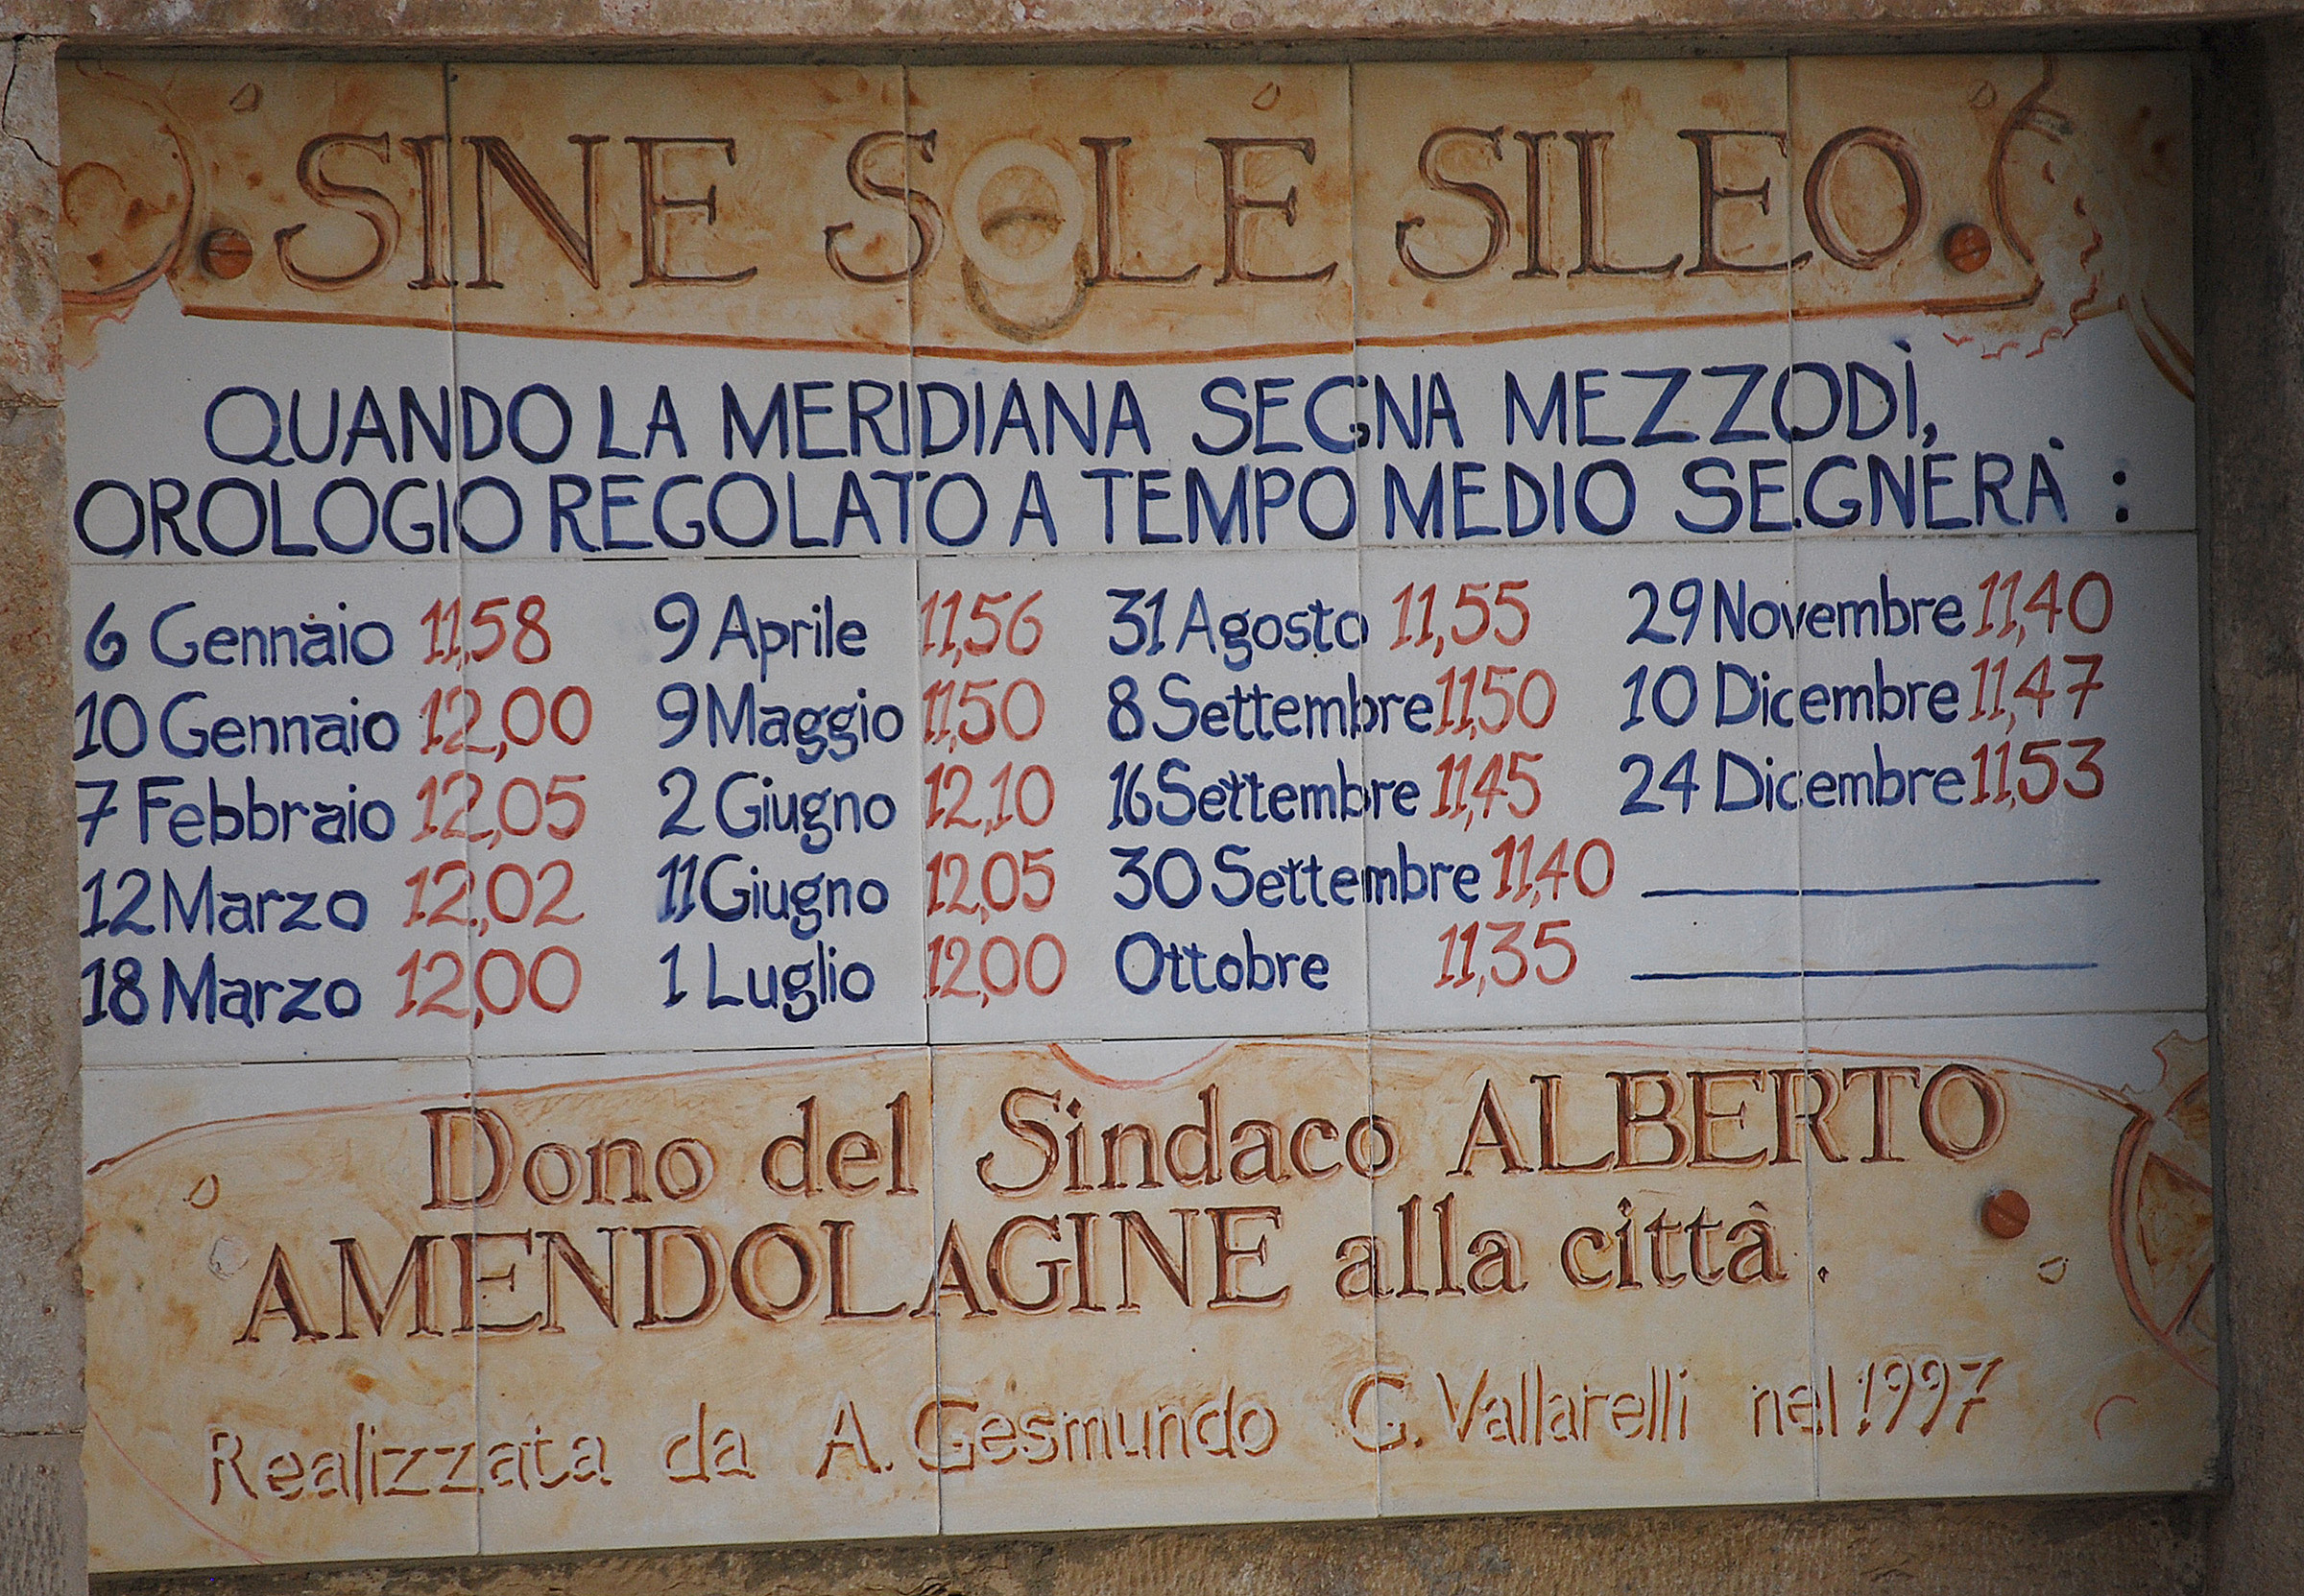 . SINE SOLE SILEO.
QUANDO LA MERIDIANA SEGNA MEZZODÌ,
OROLOGIO REGOLATO A TEMPO MEDIO SEGNERÀ :
6 Gennaio 11,58
10 Gennaio 12,00
7 Febbraio 12,05
12 Marzo 12,02
18 Marzo 12,00
9 Aprile 11,56
9 Maggio 11,50
2 Giugno 12,10
11 Giugno 12,05
1 Luglio 12,00
31 Agosto 11,55
8 Settembre 11,50
16 Settembre 11,45
30 Settembre 11,40
Ottobre 11,35
29 Novembre 11,40
10 Dicembre 11,47
24 Dicembre 11,53
Dono del Sindaco ALBERTO
AMENDOLAGINE alla città.
Realizzata da A. Gesmundo G. Vallarelli nel 1997